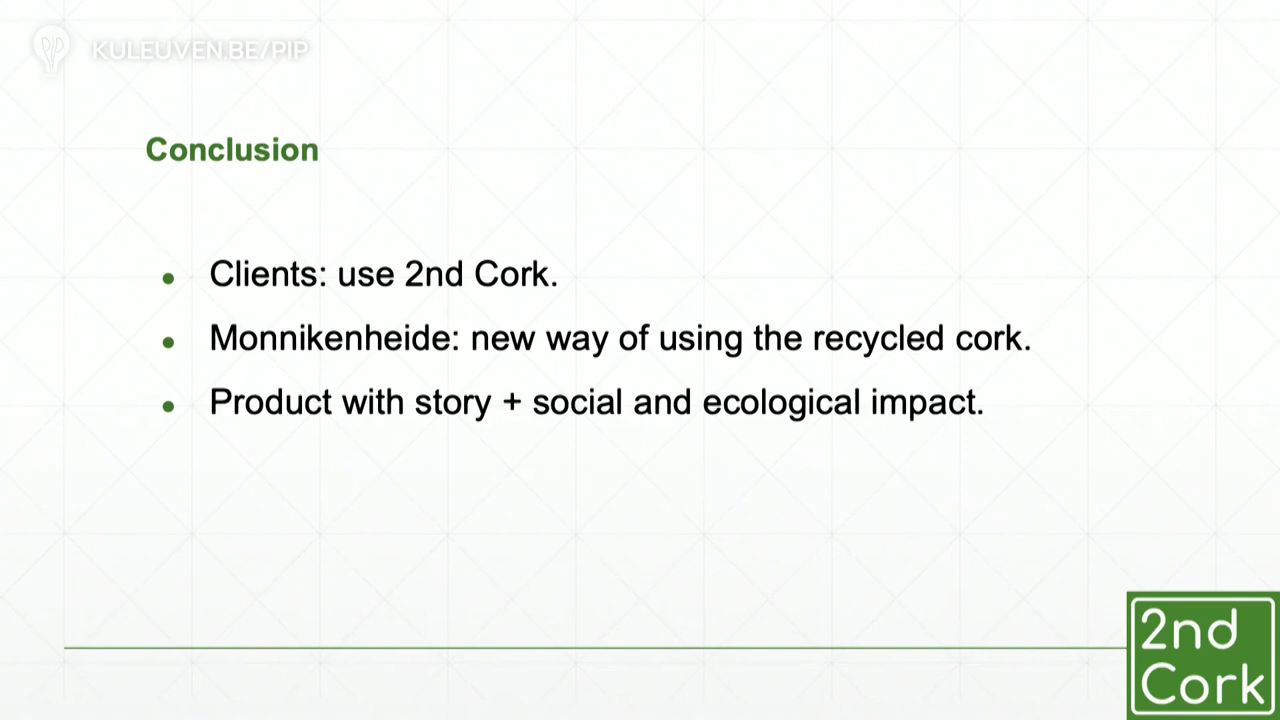 KULEUVEN.BE/PIP
Conclusion
Clients: use 2nd Cork.
Monnikenheide: new way of using the recycled cork.
Product with story + social and ecological impact.
2nd
Cork